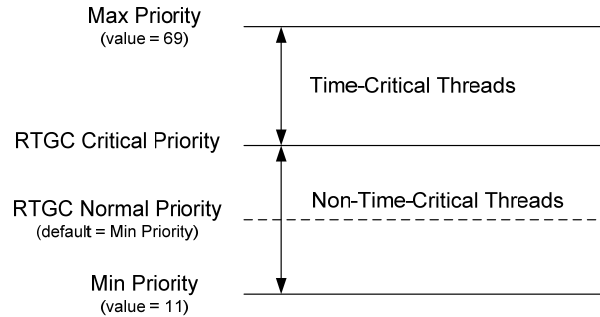 Max Priority
(value = 69)
Time-Critical Threads
RTGC Critical Priority
Non-Time-Critical Threads
RTGC Normal Priority
(default = Min Priority)
Min Priority
(value = 11)